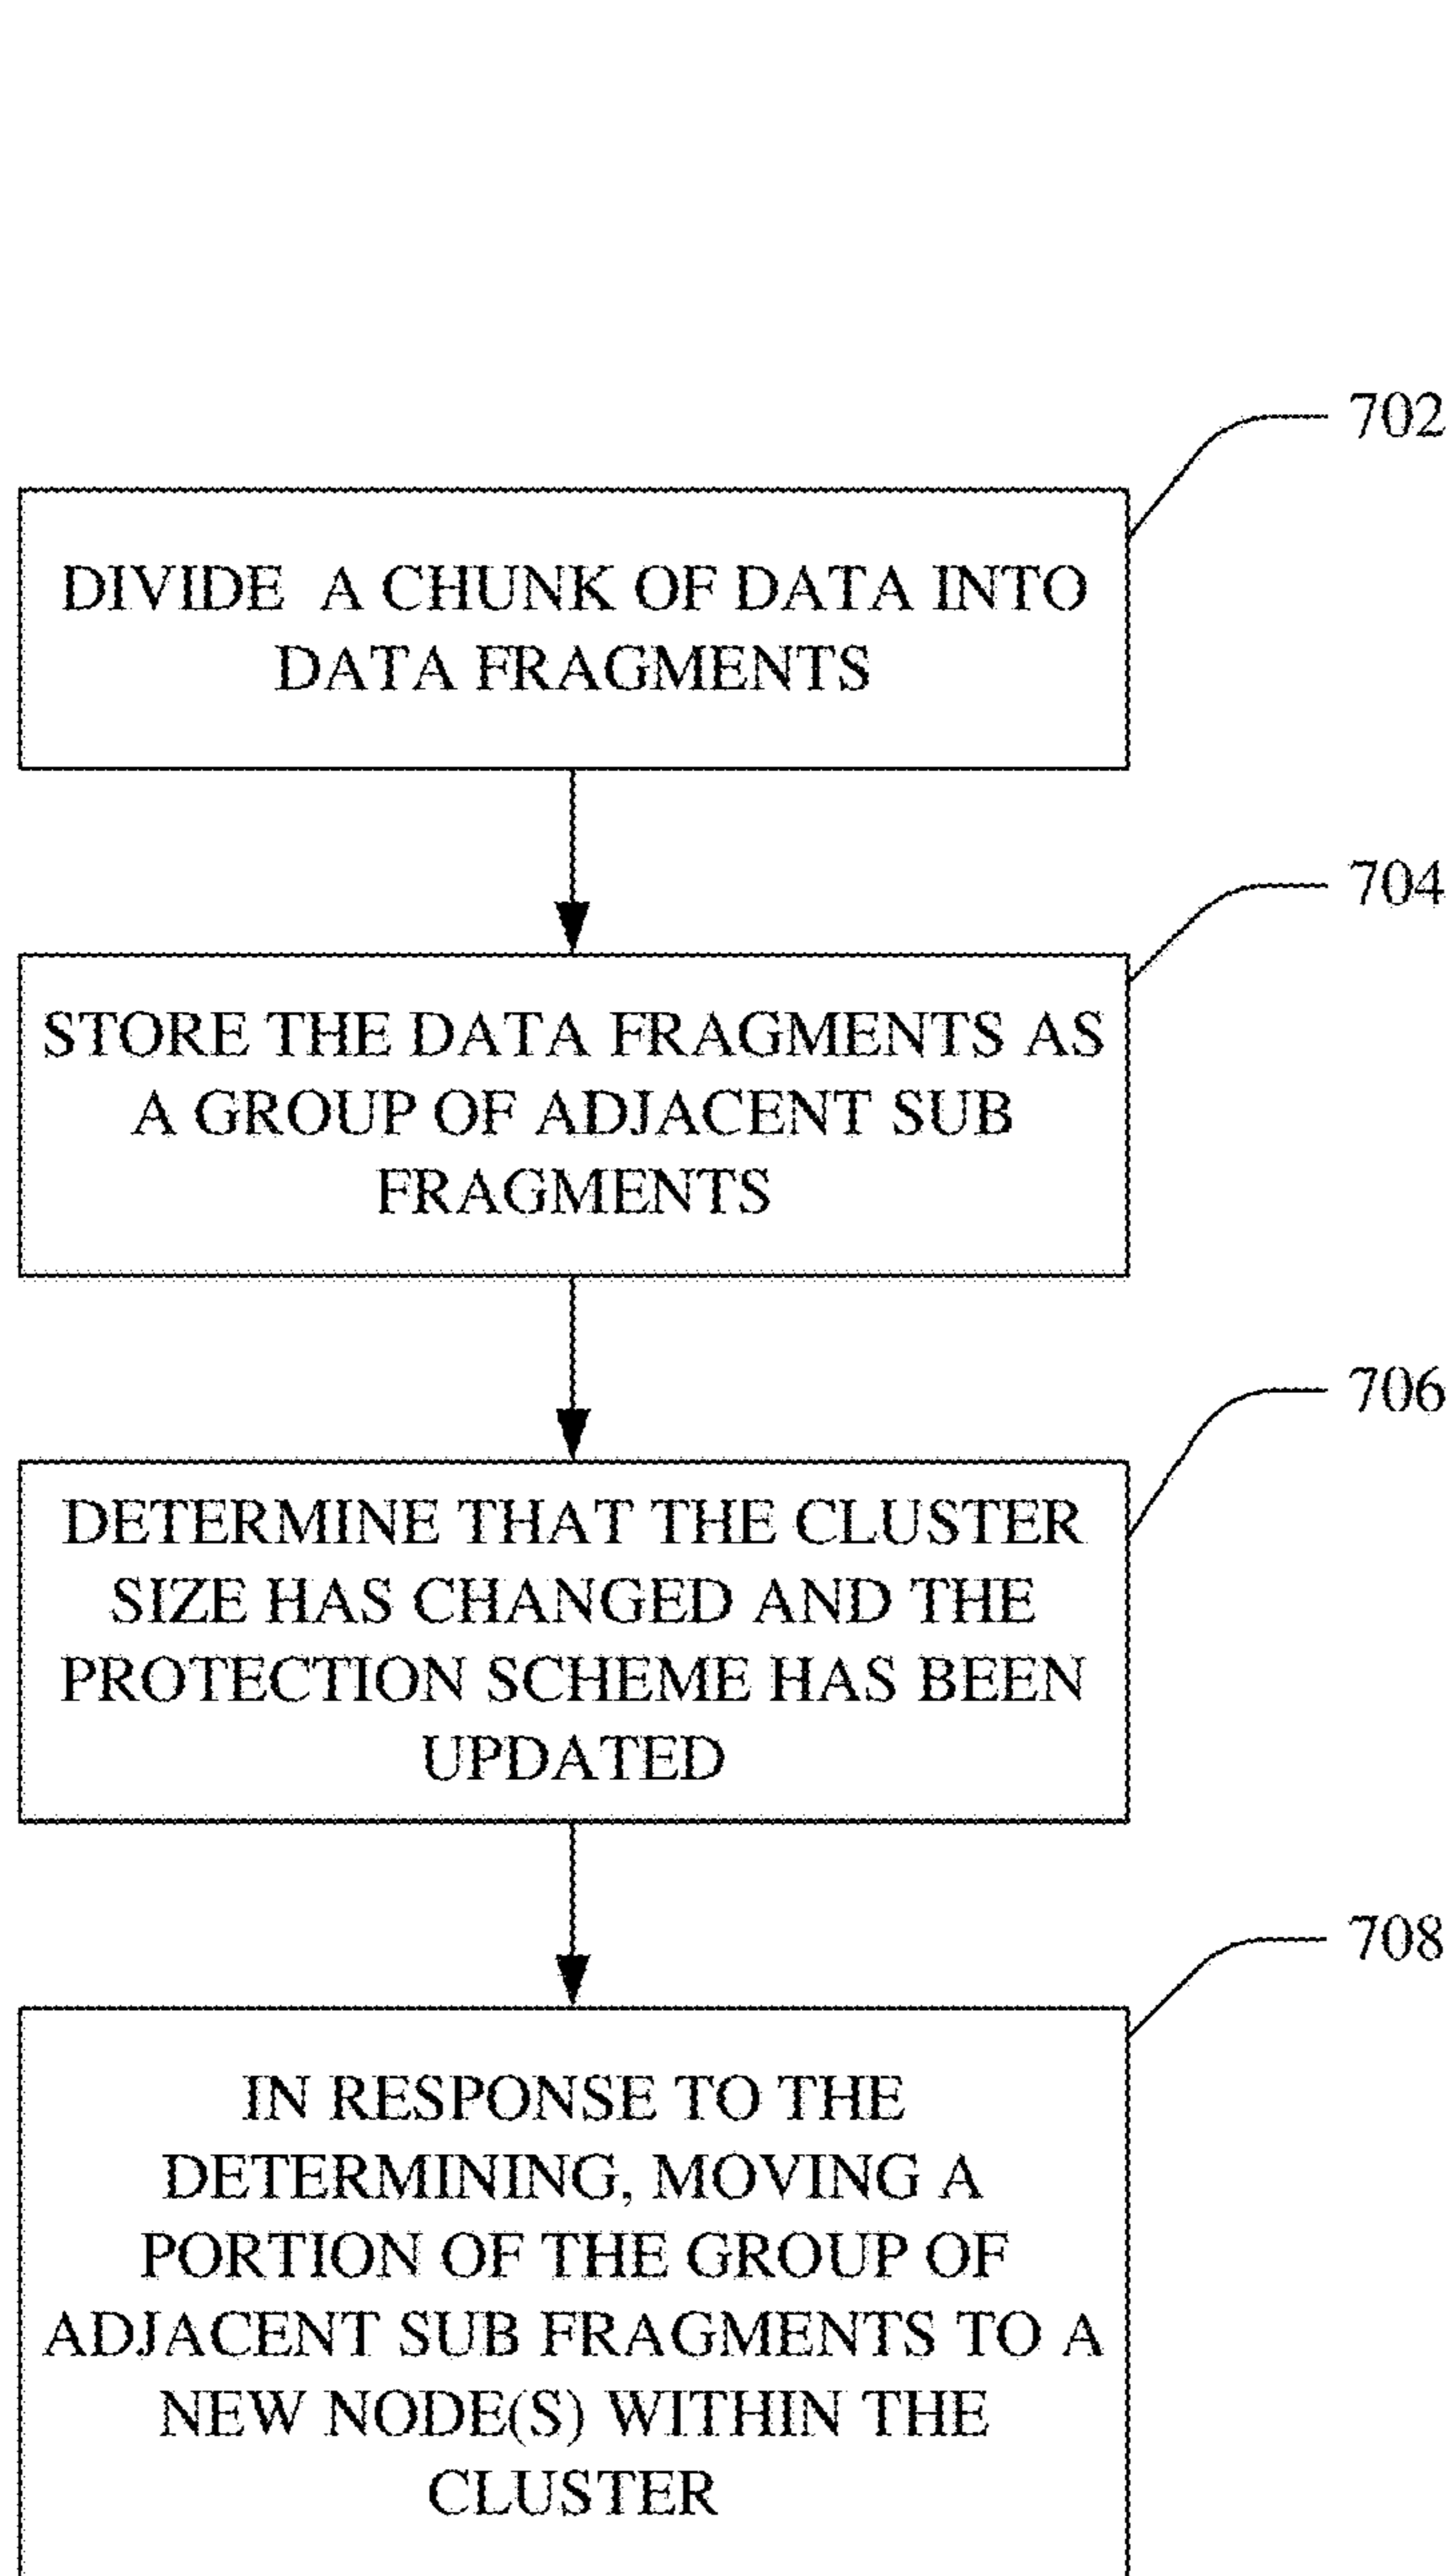 702
DIVIDE A CHUNK OF DATA INTO
DATA FRAGMENTS
704
STORE THE DATA FRAGMENTS AS
A GROUP OF ADJACENT SUB
FRAGMENTS
706
DETERMINE THAT THE CLUSTER
SIZE HAS CHANGED AND THE
PROTECTION SCHEME HAS BEEN
UPDATED
708
IN RESPONSE TO THE
DETERMINING, MOVING A
PORTION OF THE GROUP OF
ADJACENT SUB FRAGMENTS TO A
NEW NODE(S) WITHIN THE
CLUSTER